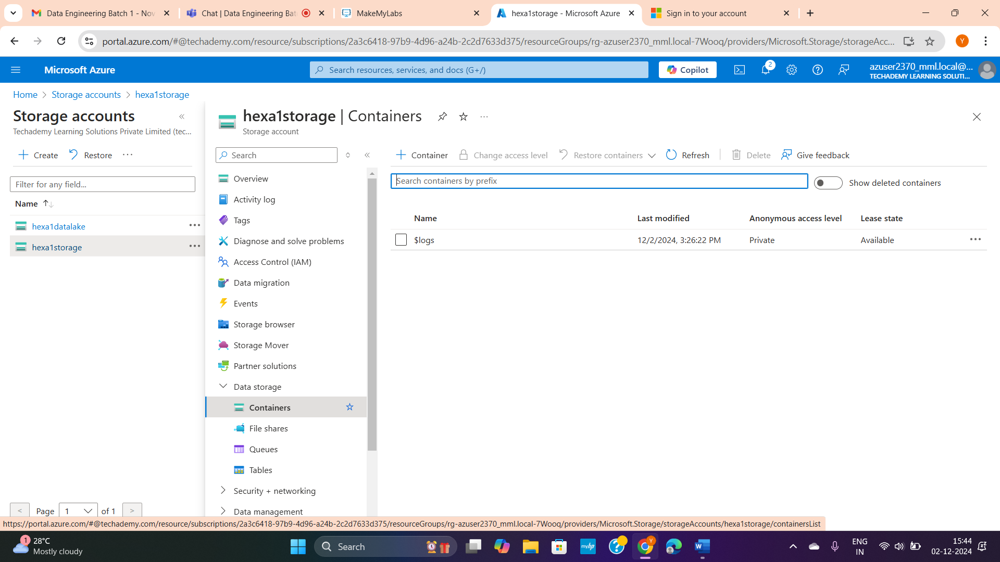 Data Engineering Batch 1 - Nov
Chat | Data Engineering Bat
MakeMyLabs
hexa1storage - Microsoft Azure
Sign in to your account
portal.azure.com/#@techademy.com/resource/subscriptions/2a3c6418-97b9-4d96-a24b-2c2d7633d375/resourceGroups/rg-azuser2370_mml.local-7Wooq/providers/Microsoft.Storage/storageAcc...
Y
Microsoft Azure
Search resources, services, and docs (G+/)
Copilot
2
azuser2370_mml.local@...
TECHADEMY LEARNING SOLUTI...
Home > Storage accounts > hexa1storage
Storage accounts
Techademy Learning Solutions Private Limited (tec...
Create
Restore
Filter for any field...
Name
hexa1datalake
hexa1storage
< Page 1 of 1 >
hexa1storage | Containers
Storage account
Search
Overview
Activity log
Tags
Diagnose and solve problems
Access Control (IAM)
Data migration
Events
Storage browser
Storage Mover
Partner solutions
Data storage
Containers
File shares
Queues
Tables
Security + networking
Data management
Container
Change access level
Restore containers
Refresh
Delete
Give feedback
Search containers by prefix
Show deleted containers
Name Last modified Anonymous access level Lease state
$logs 12/2/2024, 3:26:22 PM Private Available
https://portal.azure.com/#@techademy.com/resource/subscriptions/2a3c6418-97b9-4d96-a24b-2c2d7633d375/resourceGroups/rg-azuser2370_mml.local-7Wooq/providers/Microsoft.Storage/storageAccounts/hexa1storage/containersList
1
28°C
Mostly cloudy
Search
myhp
Y
W
ENG
IN
15:44
02-12-2024